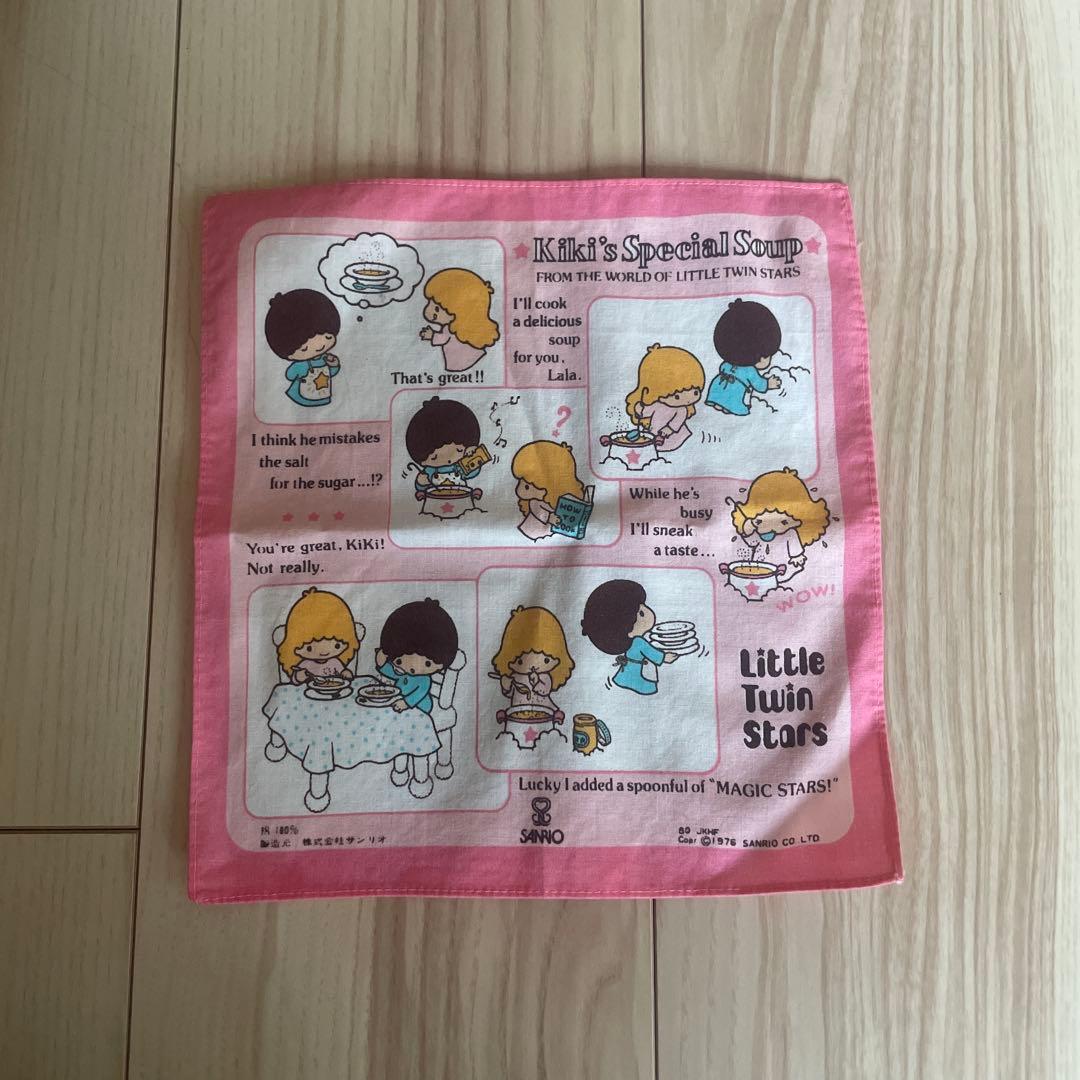 Kiki's Special Soup
FROM THE WORLD OF LITTLE TWIN STARS
I'll cook
a delicious
soup
for you,
Lala.
That's great!!
I think he mistakes
the salt
for the sugar...!?
?
HOW
TO
COOK
While he's
busy
I'll sneak
a taste...
WOW!
You're great, KiKi!
Not really.
Lucky I added a spoonful of "MAGIC STARS!"
Little
Twin
Stars
綿 100%
製造元 株式会社サンリオ
SANRIO
80 JKHF
Copr ©1976 SANRIO CO. LTD.